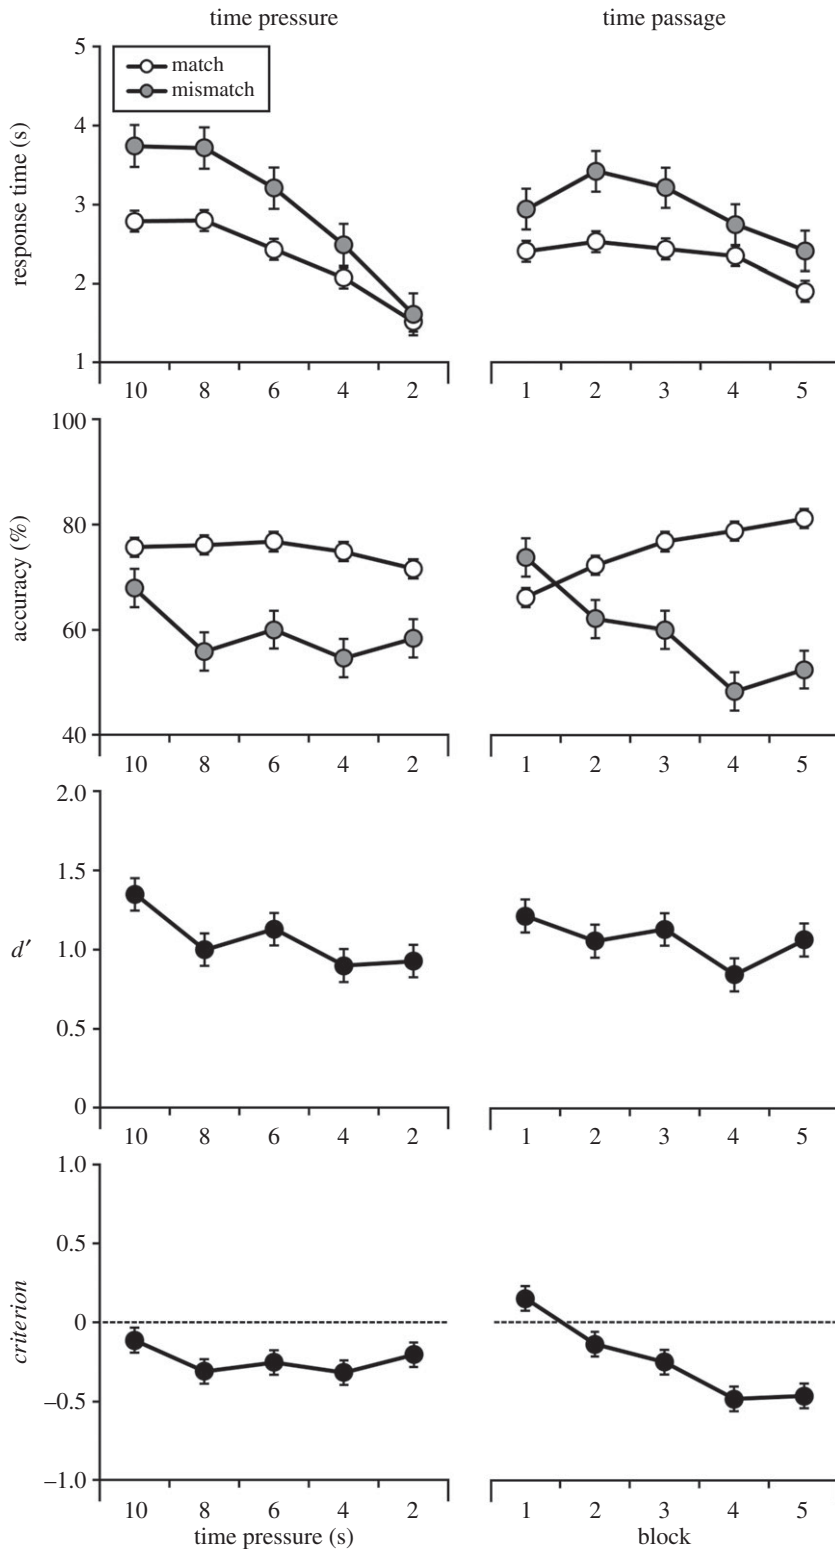 time pressure
time passage
match
mismatch
response time (s)
5
4
3
2
1
10 8 6 4 2
1 2 3 4 5
accuracy (%)
100
80
60
40
10 8 6 4 2
1 2 3 4 5
d′
2.0
1.5
1.0
0.5
0
10 8 6 4 2
1 2 3 4 5
criterion
1.0
0.5
0
–0.5
–1.0
10 8 6 4 2
1 2 3 4 5
time pressure (s)
block